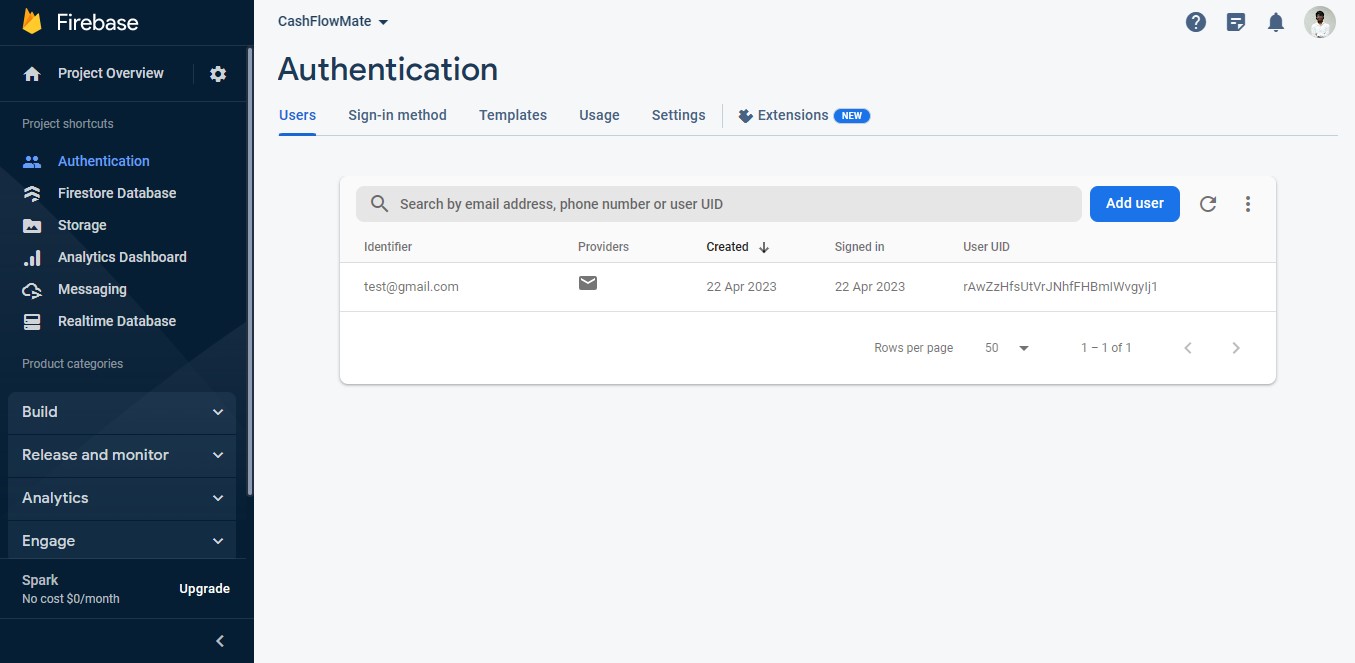 Firebase
Project Overview
Project shortcuts
Authentication
Firestore Database
Storage
Analytics Dashboard
Messaging
Realtime Database
Product categories
Build
Release and monitor
Analytics
Engage
Spark
No cost $0/month
Upgrade
CashFlowMate
Authentication
Users Sign-in method Templates Usage Settings Extensions NEW
Search by email address, phone number or user UID Add user
Identifier Providers Created Signed in User UID
test@gmail.com 22 Apr 2023 22 Apr 2023 rAwZzHfsUtVrJNhfFHBmIWvgyIj1
Rows per page 50 1 – 1 of 1